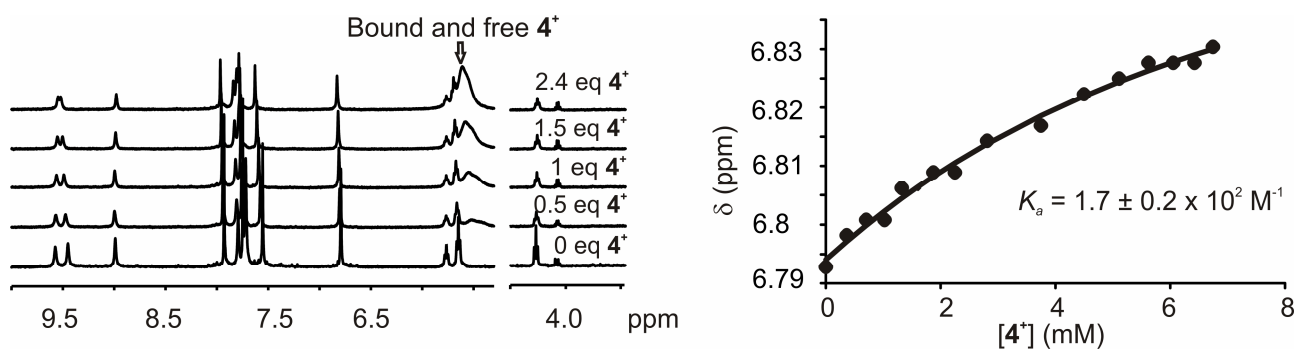 Bound and free 4⁺
2.4 eq 4⁺
1.5 eq 4⁺
1 eq 4⁺
0.5 eq 4⁺
0 eq 4⁺
9.5 8.5 7.5 6.5 4.0 ppm
δ (ppm)
6.83
6.82
6.81
6.8
6.79
Kₐ = 1.7 ± 0.2 x 10² M⁻¹
0 2 4 6 8
[4⁺] (mM)